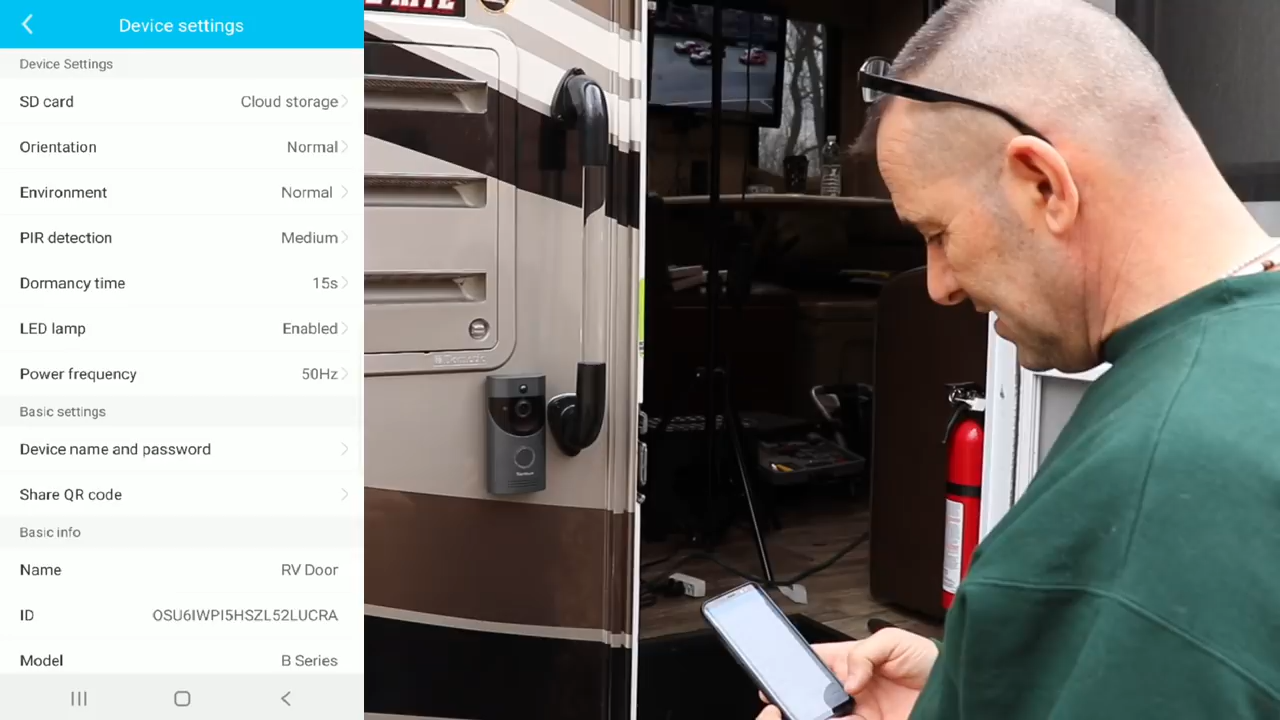 Device settings
Device Settings
SD card Cloud storage
Orientation Normal
Environment Normal
PIR detection Medium
Dormancy time 15s
LED lamp Enabled
Power frequency 50Hz
Basic settings
Device name and password
Share QR code
Basic info
Name RV Door
ID OSU6IWPI5HSZL52LUCRA
Model B Series
Dometic